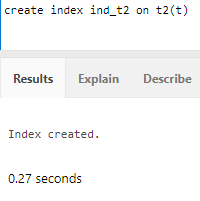 create index ind_t2 on t2(t)
Results Explain Describe
Index created.
0.27 seconds